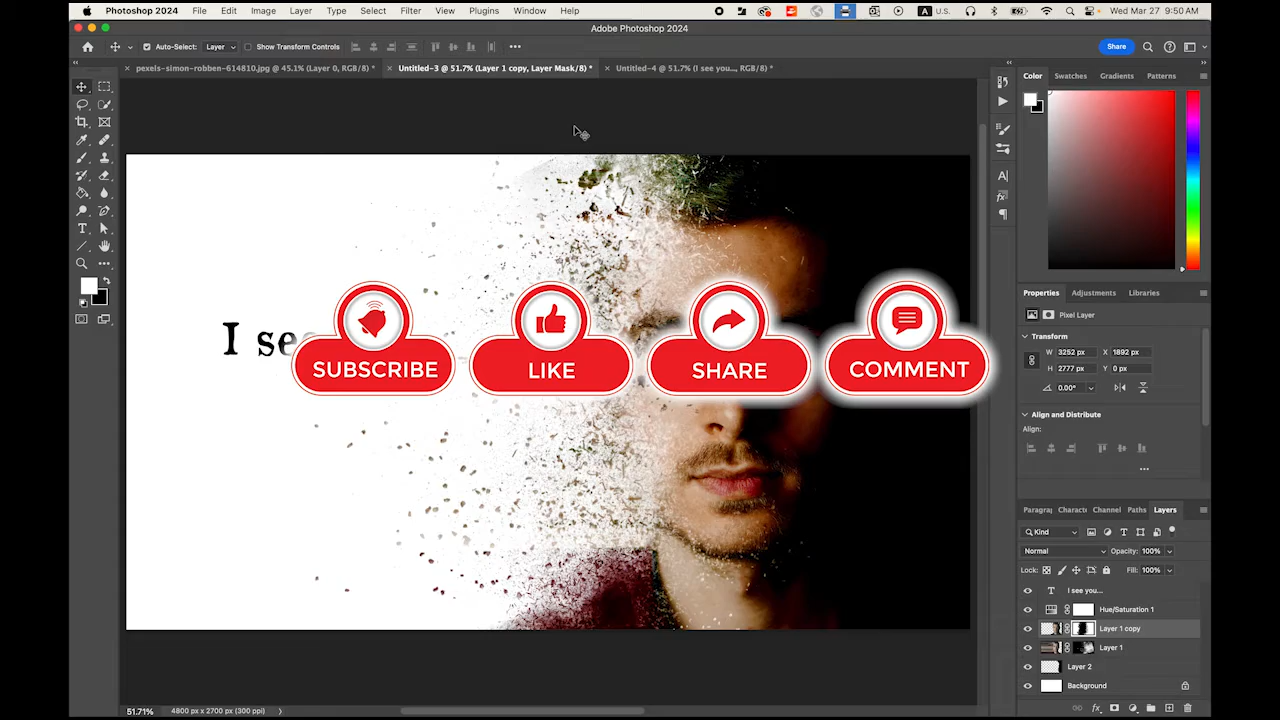 Photoshop 2024 File Edit Image Layer Type Select Filter View Plugins Window Help A U.S. Wed Mar 27 9:50 AM
Adobe Photoshop 2024
Auto-Select: Layer Show Transform Controls Share
pexels-simon-robben-614810.jpg @ 45.1% (Layer 0, RGB/8) * Untitled-3 @ 51.7% (Layer 1 copy, Layer Mask/8) * Untitled-4 @ 51.7% (I see you..., RGB/8) *
Color Swatches Gradients Patterns
Properties Adjustments Libraries
Pixel Layer
Transform
W 3252 px X 1892 px
H 2777 px Y 0 px
0.00°
Align and Distribute
Align:
I see
SUBSCRIBE LIKE SHARE COMMENT
Paragra Charact Channel Paths Layers
Kind
Normal Opacity: 100%
Lock: Fill: 100%
I see you...
Hue/Saturation 1
Layer 1 copy
Layer 1
Layer 2
Background
51.71% 4800 px x 2700 px (300 ppi)